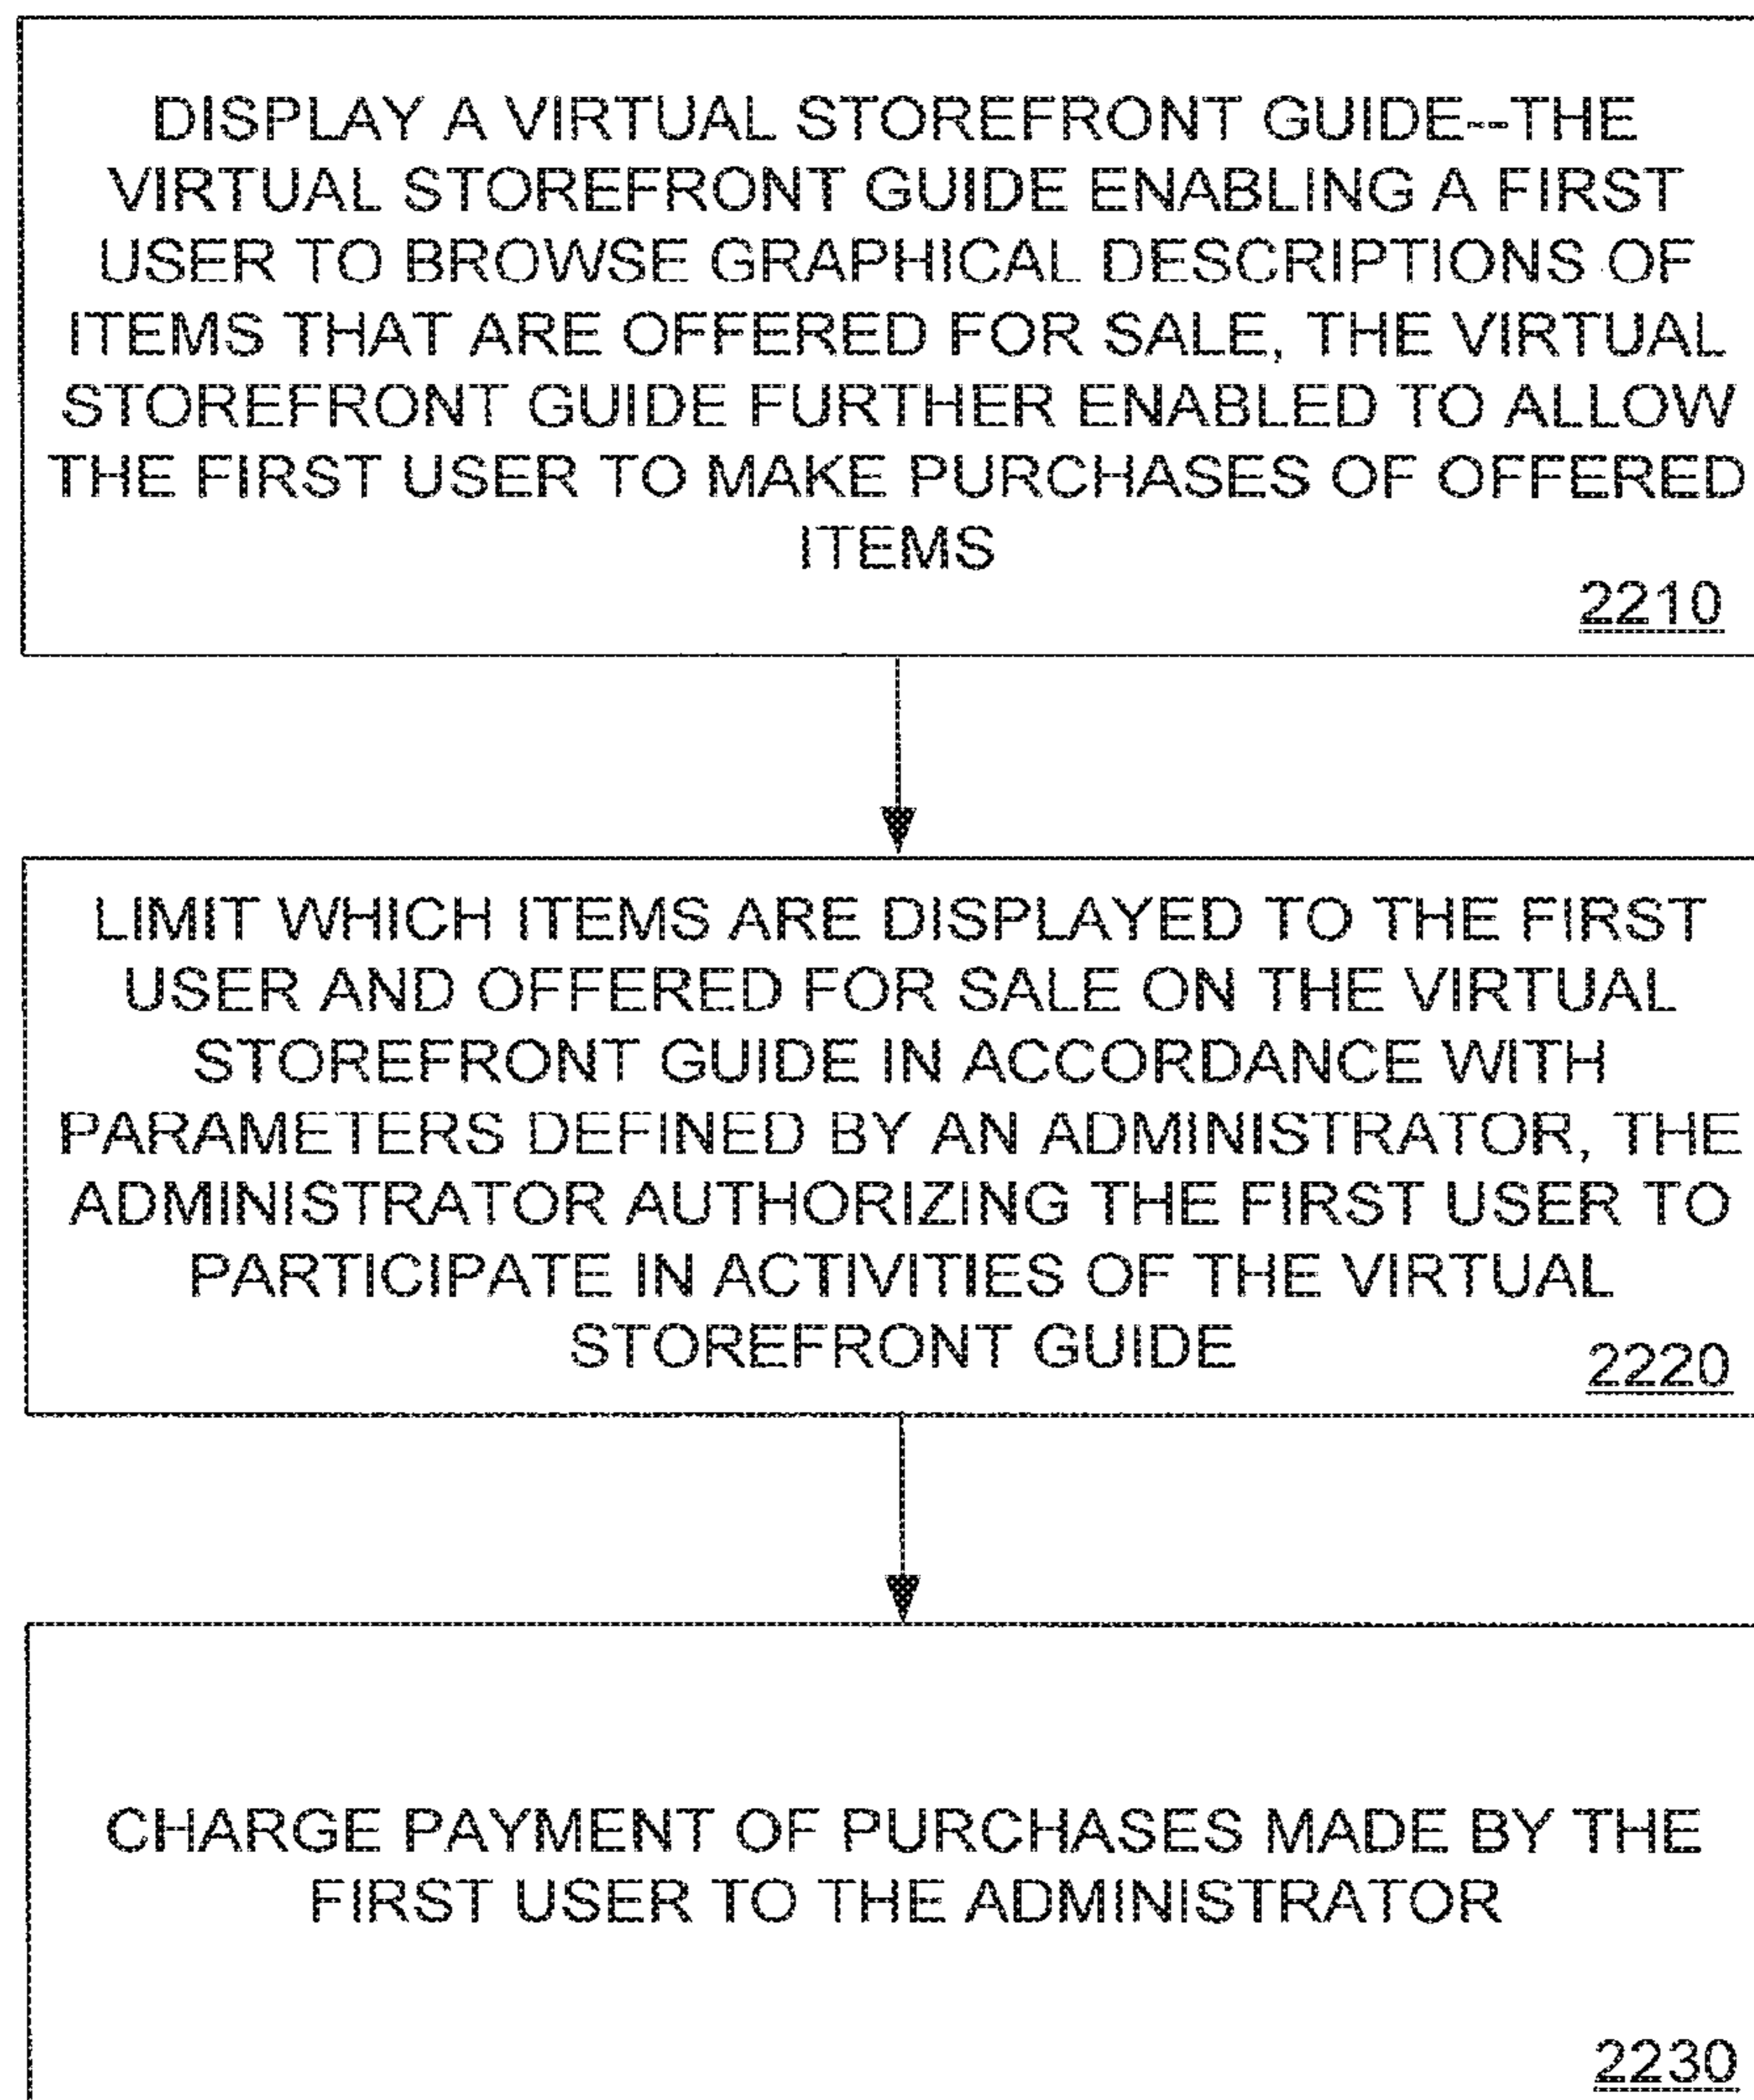 DISPLAY A VIRTUAL STOREFRONT GUIDE--THE
VIRTUAL STOREFRONT GUIDE ENABLING A FIRST
USER TO BROWSE GRAPHICAL DESCRIPTIONS OF
ITEMS THAT ARE OFFERED FOR SALE, THE VIRTUAL
STOREFRONT GUIDE FURTHER ENABLED TO ALLOW
THE FIRST USER TO MAKE PURCHASES OF OFFERED
ITEMS
2210
LIMIT WHICH ITEMS ARE DISPLAYED TO THE FIRST
USER AND OFFERED FOR SALE ON THE VIRTUAL
STOREFRONT GUIDE IN ACCORDANCE WITH
PARAMETERS DEFINED BY AN ADMINISTRATOR, THE
ADMINISTRATOR AUTHORIZING THE FIRST USER TO
PARTICIPATE IN ACTIVITIES OF THE VIRTUAL
STOREFRONT GUIDE
2220
CHARGE PAYMENT OF PURCHASES MADE BY THE
FIRST USER TO THE ADMINISTRATOR
2230